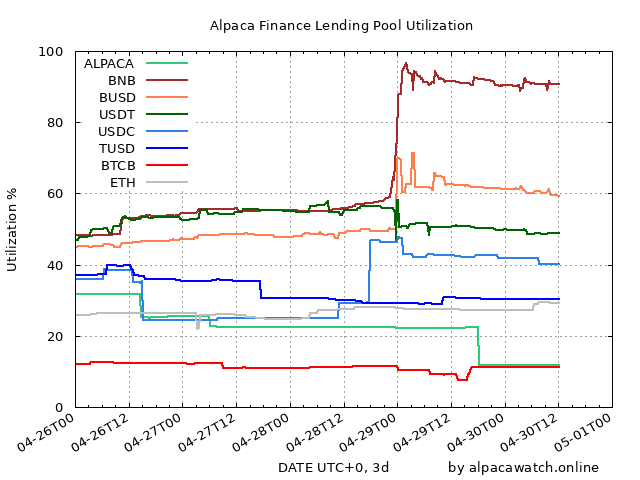 Alpaca Finance Lending Pool Utilization
Utilization %
100
80
60
40
20
0
ALPACA
BNB
BUSD
USDT
USDC
TUSD
BTCB
ETH
04-26T00
04-26T12
04-27T00
04-27T12
04-28T00
04-28T12
04-29T00
04-29T12
04-30T00
04-30T12
05-01T00
DATE UTC+0, 3d
by alpacawatch.online